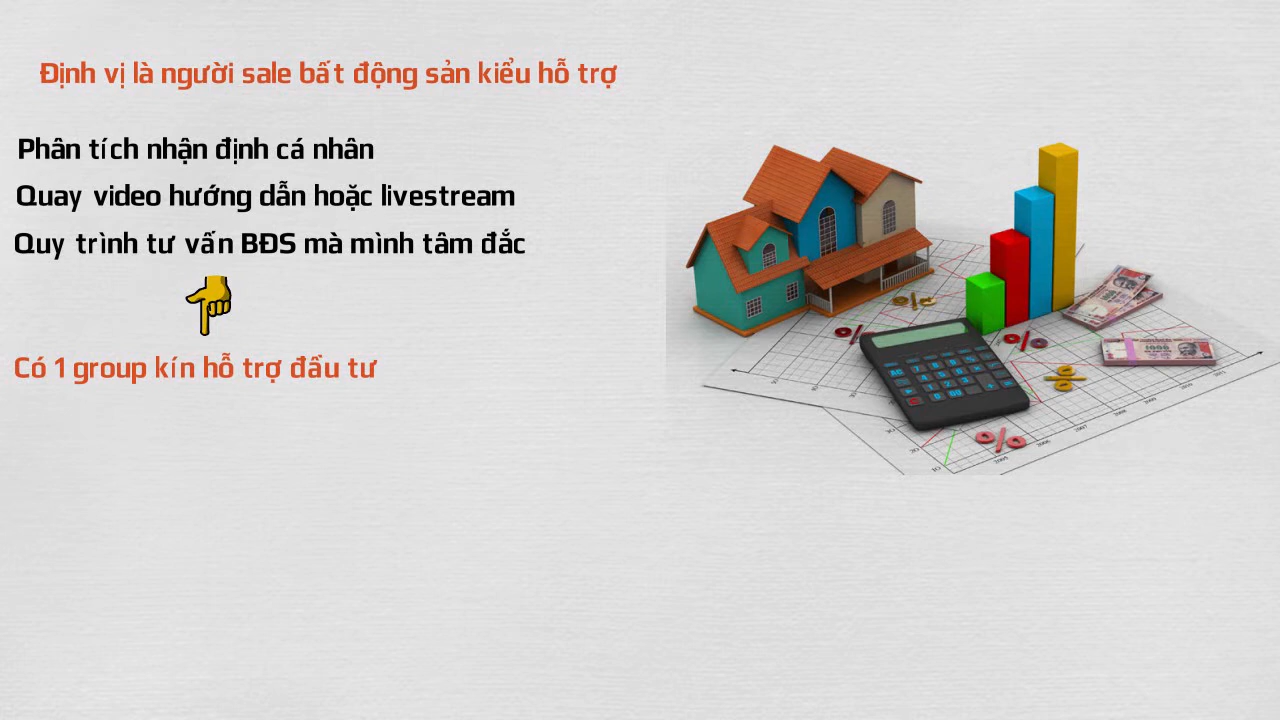 Định vị là người sale bất động sản kiểu hỗ trợ
Phân tích nhận định cá nhân
Quay video hướng dẫn hoặc livestream
Quy trình tư vấn BĐS mà mình tâm đắc
Có 1 group kín hỗ trợ đầu tư